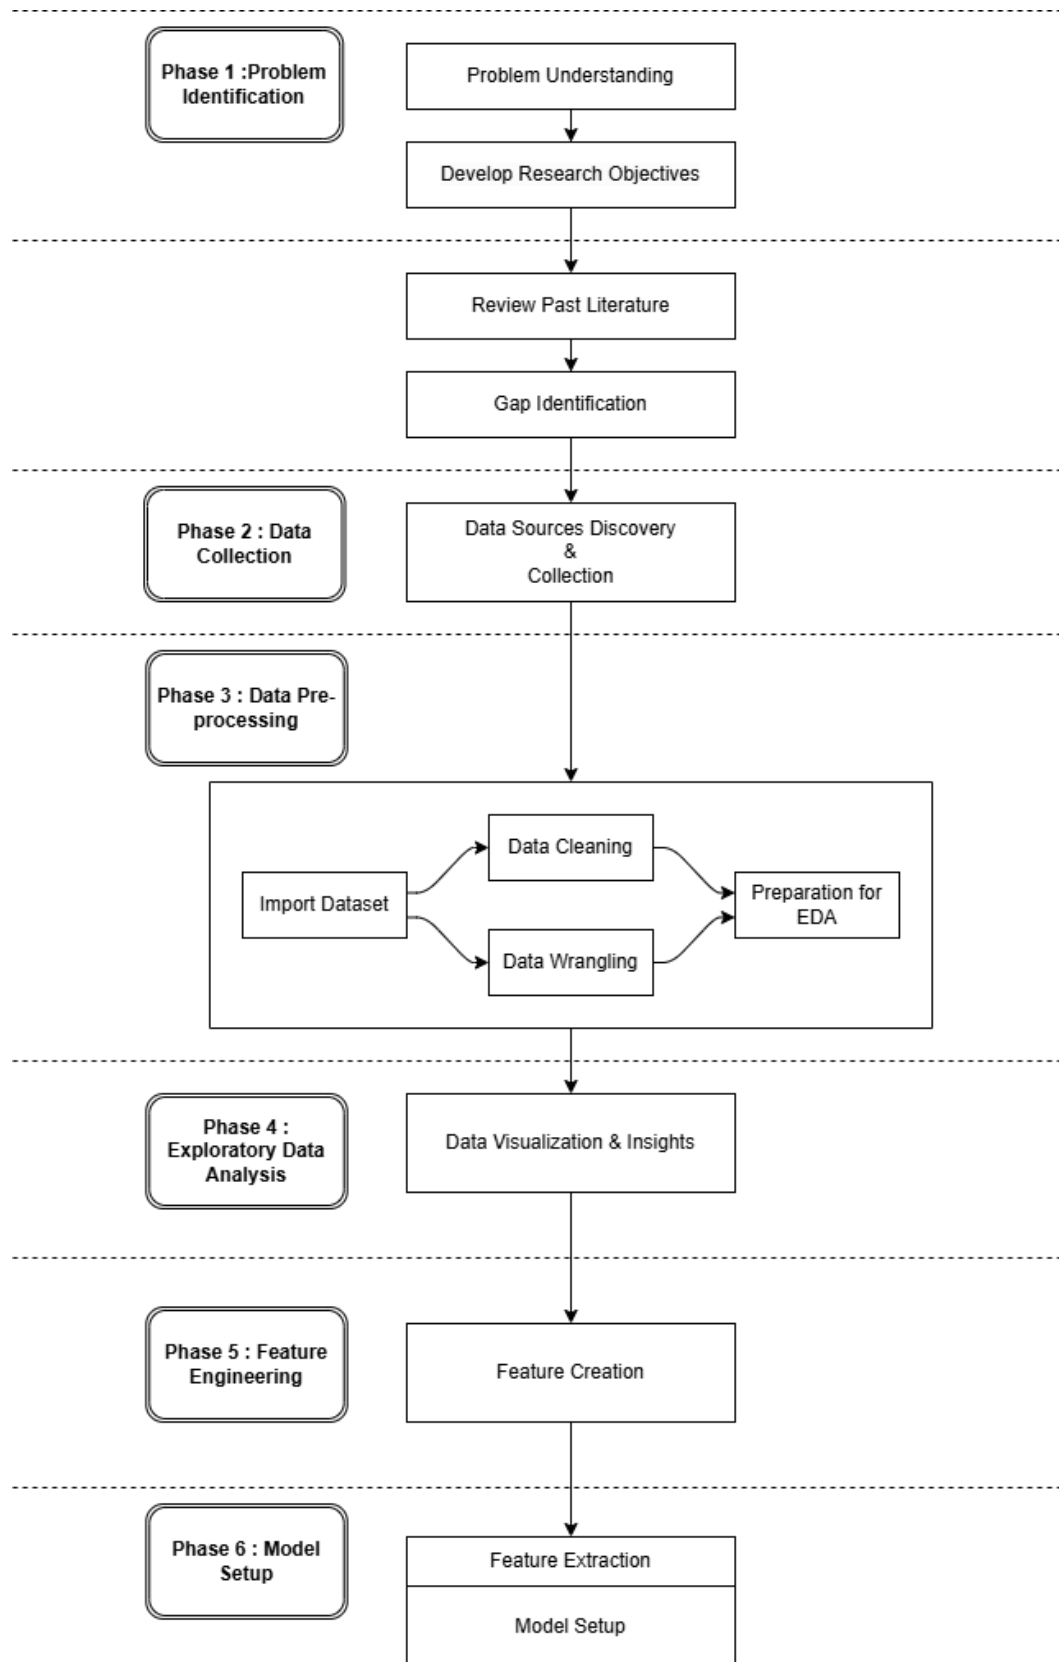 Phase 1 :Problem
Identification
Problem Understanding
Develop Research Objectives
Review Past Literature
Gap Identification
Phase 2 : Data
Collection
Data Sources Discovery
&
Collection
Phase 3 : Data Pre-
processing
Import Dataset
Data Cleaning
Data Wrangling
Preparation for
EDA
Phase 4 :
Exploratory Data
Analysis
Data Visualization & Insights
Phase 5 : Feature
Engineering
Feature Creation
Phase 6 : Model
Setup
Feature Extraction
Model Setup